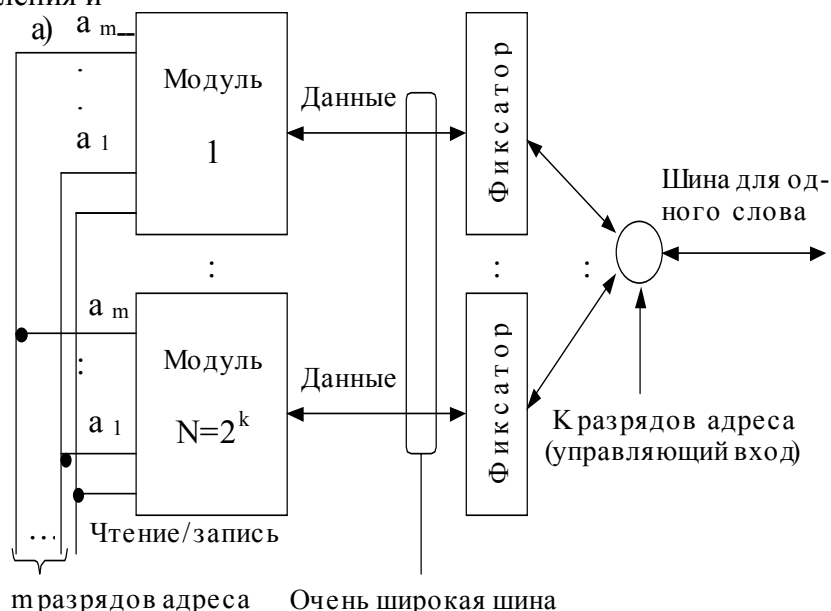 ления и
а) a m
.
.
a 1
Модуль
1
Данные
Фиксатор
Шина для од-
ного слова
:
:
:
a m
:
a 1
Модуль
N=2^k
Данные
Фиксатор
K разрядов адреса
(управляющий вход)
Чтение/запись
...
m разрядов адреса
Очень широкая шина